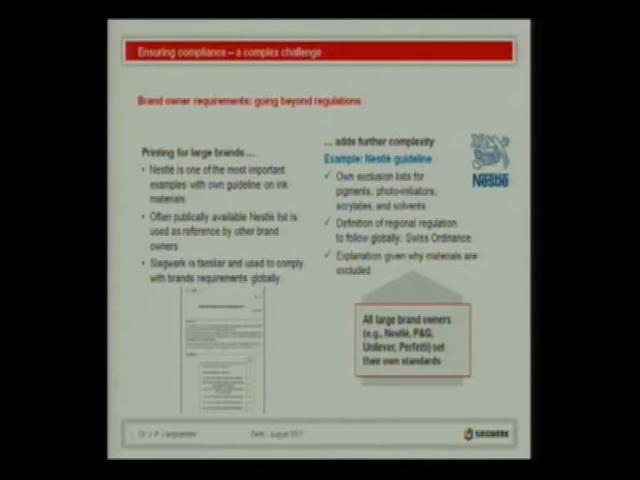 Ensuring compliance – a complex challenge
Brand owner requirements: going beyond regulations
Printing for large brands ...
• Nestlé is one of the most important
examples with own guideline on ink
materials
• Often publically available Nestlé list is
used as reference by other brand
owners
• Siegwerk is familiar and used to comply
with brands requirements globally
... adds further complexity
Example: Nestlé guideline
✓ Own exclusion lists for
pigments, photo-initiators,
acrylates, and solvents
✓ Definition of regional regulation
to follow globally: Swiss Ordinance
✓ Explanation given why materials are
excluded
Nestlé
All large brand owners
(e.g., Nestlé, P&G,
Unilever, Perfetti) set
their own standards
Dr. J. P.
Delhi, August
SIEGWERK